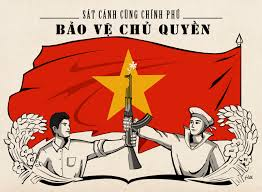 SÁT CÁNH CÙNG CHÍNH PHỦ
BẢO VỆ CHỦ QUYỀN